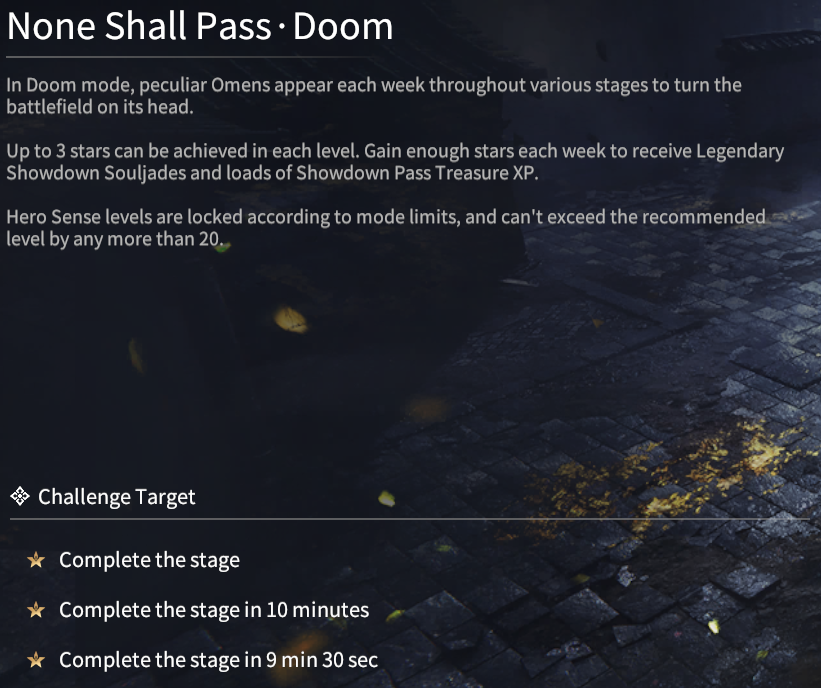 None Shall Pass · Doom
In Doom mode, peculiar Omens appear each week throughout various stages to turn the
battlefield on its head.
Up to 3 stars can be achieved in each level. Gain enough stars each week to receive Legendary
Showdown Souljades and loads of Showdown Pass Treasure XP.
Hero Sense levels are locked according to mode limits, and can't exceed the recommended
level by any more than 20.
Challenge Target
Complete the stage
Complete the stage in 10 minutes
Complete the stage in 9 min 30 sec